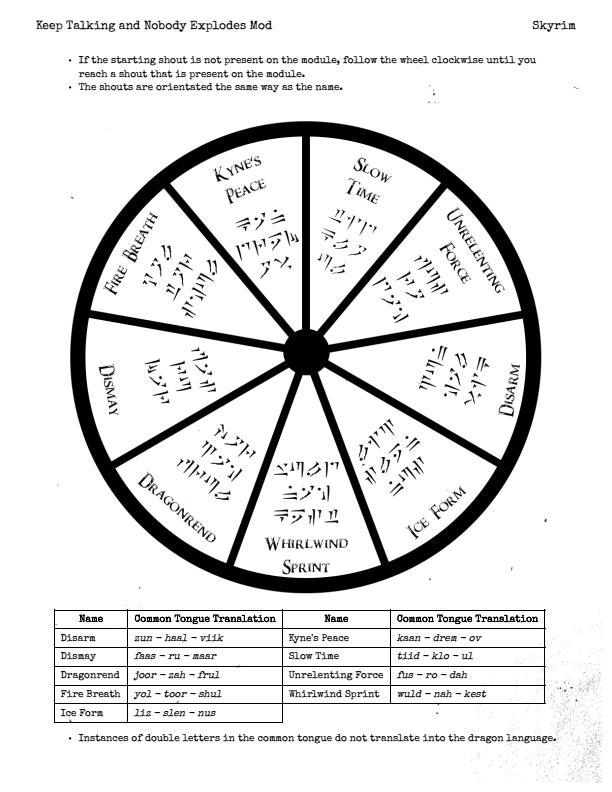 Keep Talking and Nobody Explodes Mod
Skyrim
• If the starting shout is not present on the module, follow the wheel clockwise until you
reach a shout that is present on the module.
• The shouts are orientated the same way as the name.
Kyne's
Peace
Slow
Time
Unrelenting
Force
Disarm
Ice Form
Whirlwind
Sprint
Dragonrend
Dismay
Fire Breath
Name Common Tongue Translation Name Common Tongue Translation
Disarm zun – haal – viik Kyne's Peace kaan – drem – ov
Dismay faas – ru – maar Slow Time tiid – klo – ul
Dragonrend joor – zah – frul Unrelenting Force fus – ro – dah
Fire Breath yol – toor – shul Whirlwind Sprint wuld – nah – kest
Ice Form liz – slen – nus
• Instances of double letters in the common tongue do not translate into the dragon language.